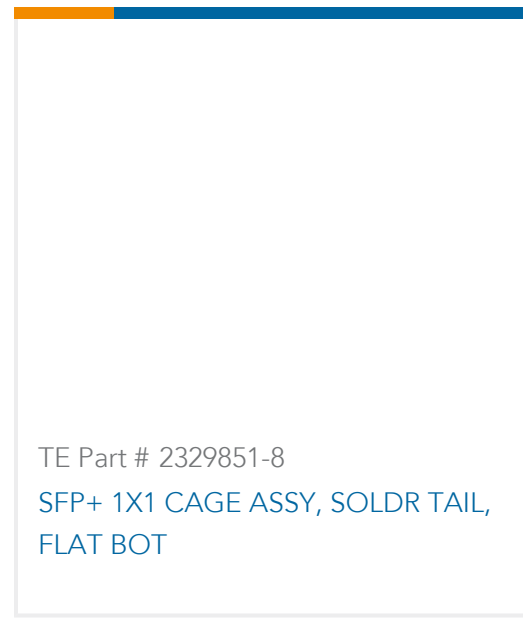 TE Part # 2329851-8
SFP+ 1X1 CAGE ASSY, SOLDR TAIL,
FLAT BOT